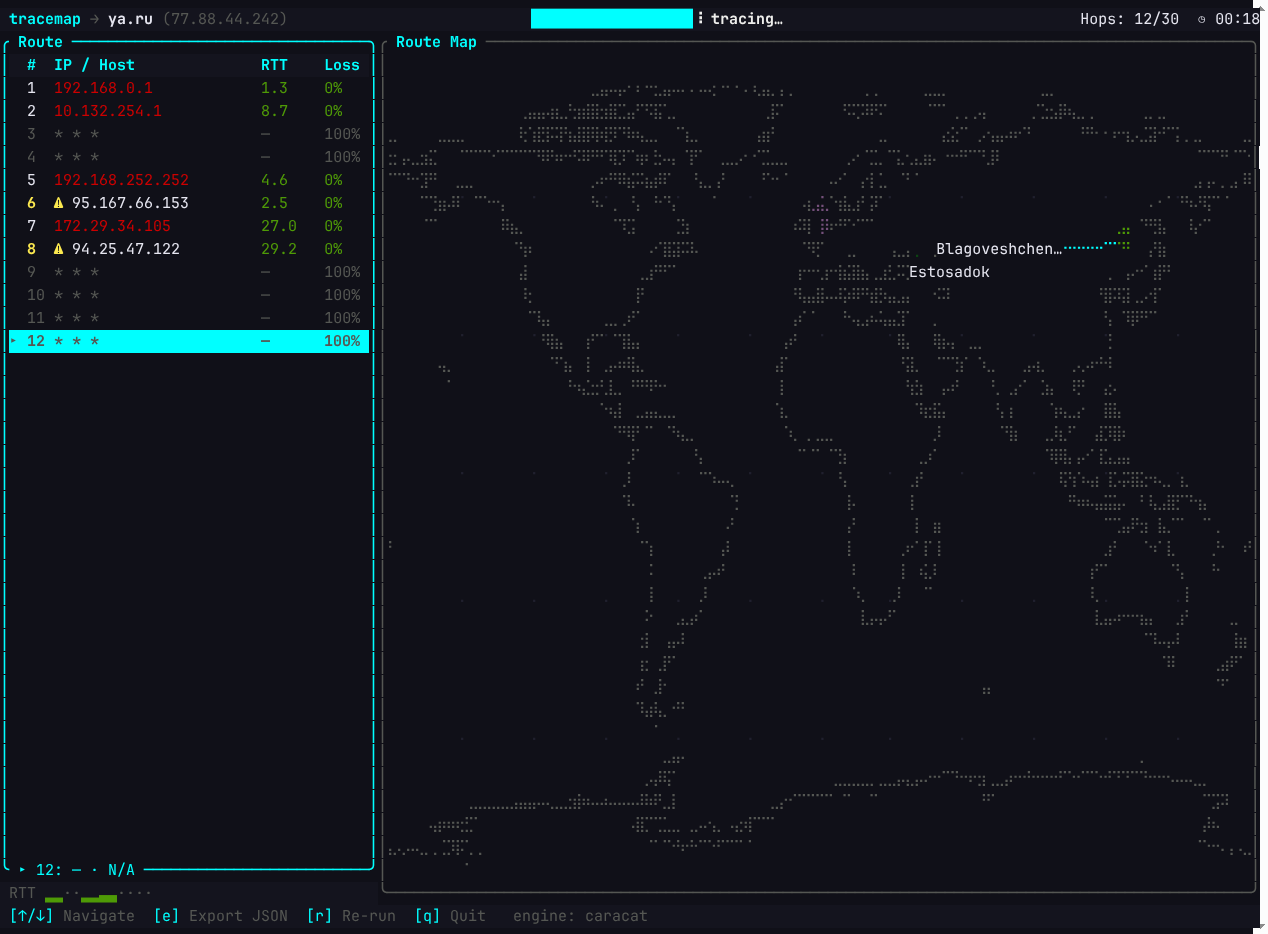 tracemap → ya.ru (77.88.44.242) ⠇ tracing… Hops: 12/30 ◷ 00:18
Route
# IP / Host RTT Loss
1 192.168.0.1 1.3 0%
2 10.132.254.1 8.7 0%
3 * * * — 100%
4 * * * — 100%
5 192.168.252.252 4.6 0%
6 ⚠ 95.167.66.153 2.5 0%
7 172.29.34.105 27.0 0%
8 ⚠ 94.25.47.122 29.2 0%
9 * * * — 100%
10 * * * — 100%
11 * * * — 100%
▸ 12 * * * — 100%
▸ 12: — · N/A
Route Map
Blagoveshchen…
Estosadok
RTT
[↑/↓] Navigate [e] Export JSON [r] Re-run [q] Quit engine: caracat